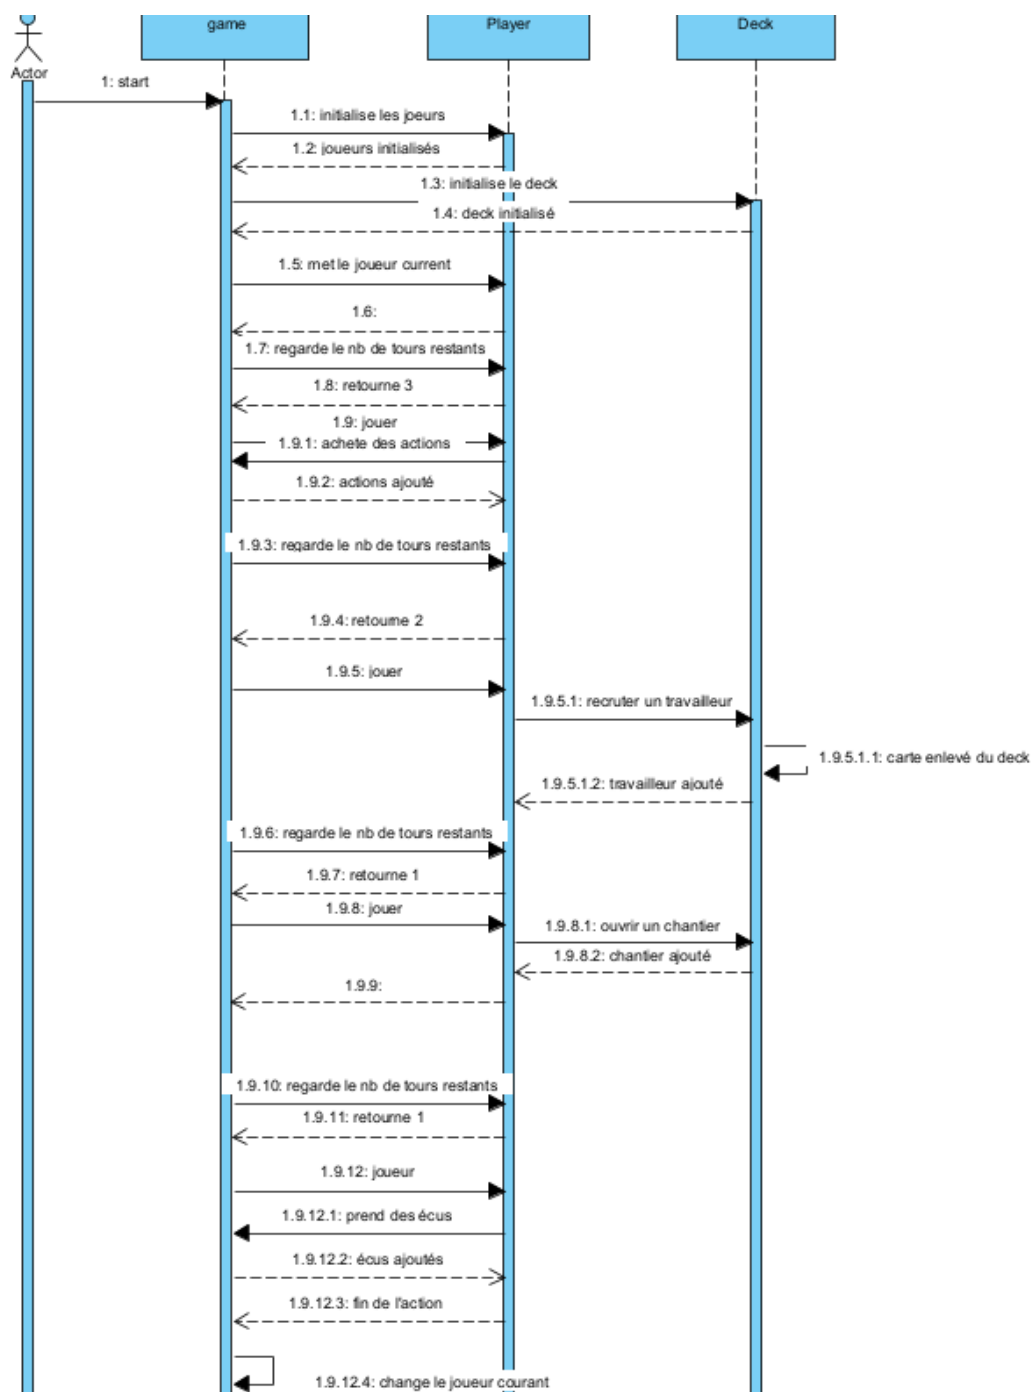 game
Player
Deck
Actor
1: start
1.1: initialise les joeurs
1.2: joueurs initialisés
1.3: initialise le deck
1.4: deck initialisé
1.5: met le joueur current
1.6:
1.7: regarde le nb de tours restants
1.8: retourne 3
1.9: jouer
1.9.1: achete des actions
1.9.2: actions ajouté
1.9.3: regarde le nb de tours restants
1.9.4: retourne 2
1.9.5: jouer
1.9.5.1: recruter un travailleur
1.9.5.1.1: carte enlevé du deck
1.9.5.1.2: travailleur ajouté
1.9.6: regarde le nb de tours restants
1.9.7: retourne 1
1.9.8: jouer
1.9.8.1: ouvrir un chantier
1.9.8.2: chantier ajouté
1.9.9:
1.9.10: regarde le nb de tours restants
1.9.11: retourne 1
1.9.12: joueur
1.9.12.1: prend des écus
1.9.12.2: écus ajoutés
1.9.12.3: fin de l'action
1.9.12.4: change le joueur courant